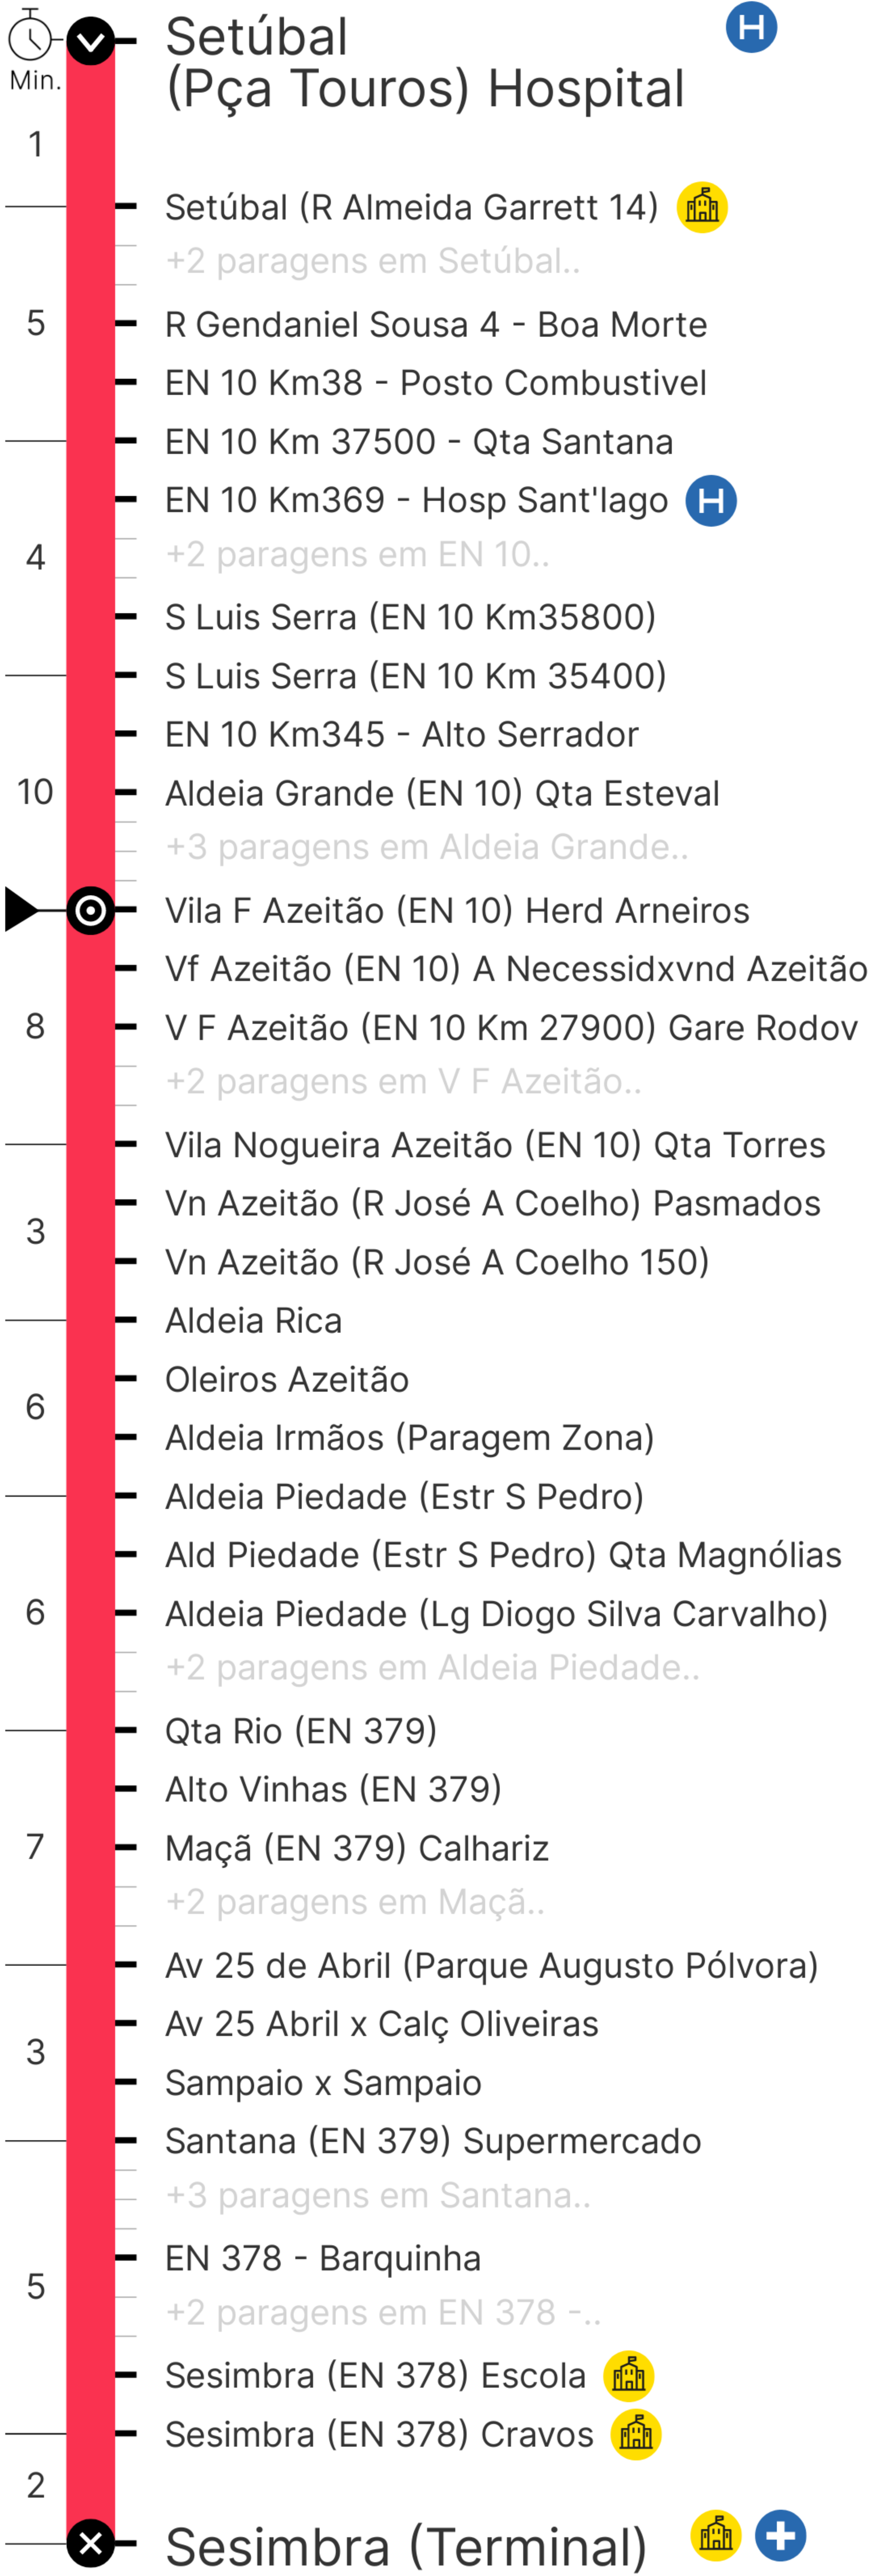 Setúbal
(Pça Touros) Hospital
H
Min.
1
Setúbal (R Almeida Garrett 14)
+2 paragens em Setúbal..
5
R Gendaniel Sousa 4 - Boa Morte
EN 10 Km38 - Posto Combustivel
EN 10 Km 37500 - Qta Santana
EN 10 Km369 - Hosp Sant'Iago
H
+2 paragens em EN 10..
4
S Luis Serra (EN 10 Km35800)
S Luis Serra (EN 10 Km 35400)
EN 10 Km345 - Alto Serrador
10
Aldeia Grande (EN 10) Qta Esteval
+3 paragens em Aldeia Grande..
Vila F Azeitão (EN 10) Herd Arneiros
Vf Azeitão (EN 10) A Necessidxvnd Azeitão
8
V F Azeitão (EN 10 Km 27900) Gare Rodov
+2 paragens em V F Azeitão..
Vila Nogueira Azeitão (EN 10) Qta Torres
Vn Azeitão (R José A Coelho) Pasmados
3
Vn Azeitão (R José A Coelho 150)
Aldeia Rica
Oleiros Azeitão
6
Aldeia Irmãos (Paragem Zona)
Aldeia Piedade (Estr S Pedro)
Ald Piedade (Estr S Pedro) Qta Magnólias
6
Aldeia Piedade (Lg Diogo Silva Carvalho)
+2 paragens em Aldeia Piedade..
Qta Rio (EN 379)
Alto Vinhas (EN 379)
7
Maçã (EN 379) Calhariz
+2 paragens em Maçã..
Av 25 de Abril (Parque Augusto Pólvora)
Av 25 Abril x Calç Oliveiras
3
Sampaio x Sampaio
Santana (EN 379) Supermercado
+3 paragens em Santana..
EN 378 - Barquinha
5
+2 paragens em EN 378 -..
Sesimbra (EN 378) Escola
Sesimbra (EN 378) Cravos
2
Sesimbra (Terminal)